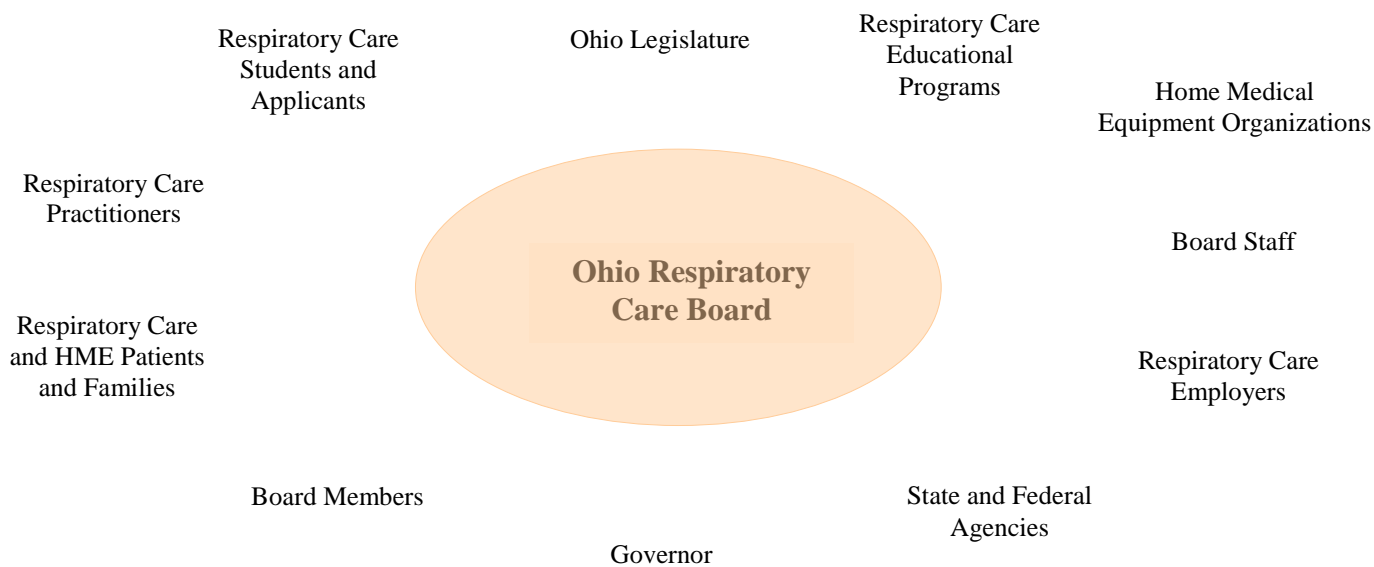 Respiratory Care
Students and
Applicants
Ohio Legislature
Respiratory Care
Educational
Programs
Home Medical
Equipment Organizations
Respiratory Care
Practitioners
Ohio Respiratory
Care Board
Board Staff
Respiratory Care
and HME Patients
and Families
Respiratory Care
Employers
Board Members
State and Federal
Agencies
Governor